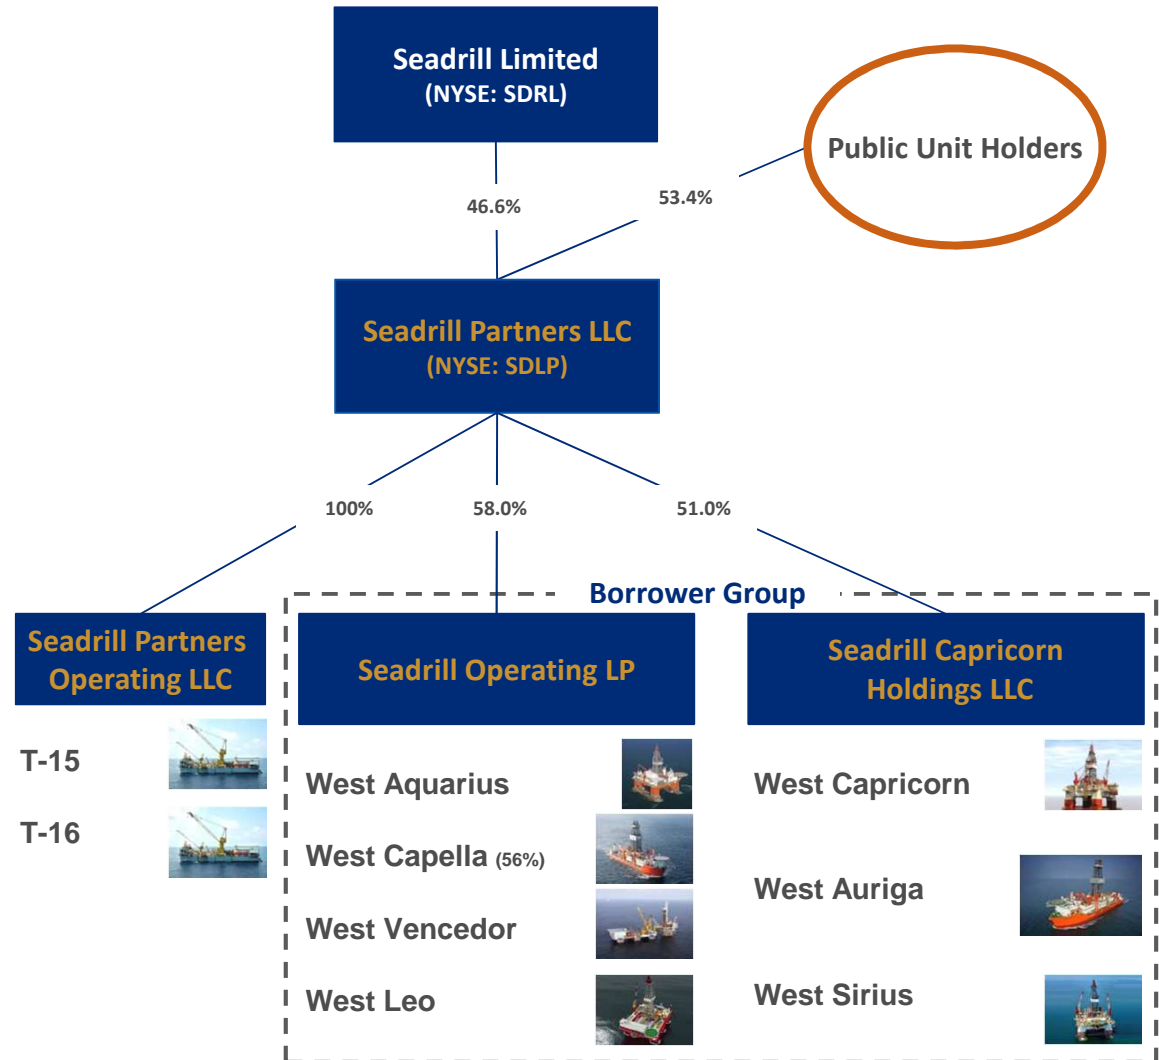 Seadrill Limited
(NYSE: SDRL)
Public Unit Holders
46.6%
53.4%
Seadrill Partners LLC
(NYSE: SDLP)
100%
58.0%
51.0%
Borrower Group
Seadrill Partners
Operating LLC
Seadrill Operating LP
Seadrill Capricorn
Holdings LLC
T-15
T-16
West Aquarius
West Capella (56%)
West Vencedor
West Leo
West Capricorn
West Auriga
West Sirius